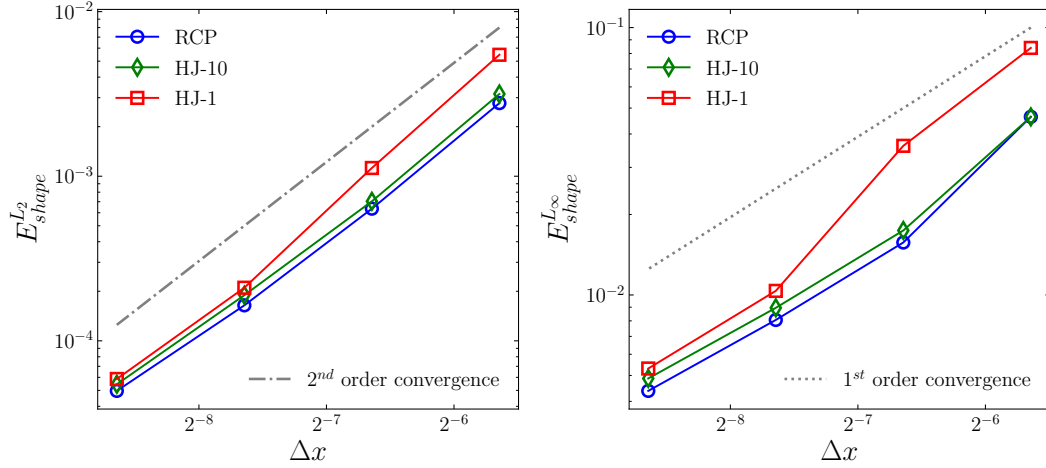 10⁻²
10⁻³
10⁻⁴
E_{shape}^{L_2}
RCP
HJ-10
HJ-1
2^{nd} order convergence
2⁻⁸ 2⁻⁷ 2⁻⁶
Δx
10⁻¹
10⁻²
E_{shape}^{L_∞}
RCP
HJ-10
HJ-1
1^{st} order convergence
2⁻⁸ 2⁻⁷ 2⁻⁶
Δx